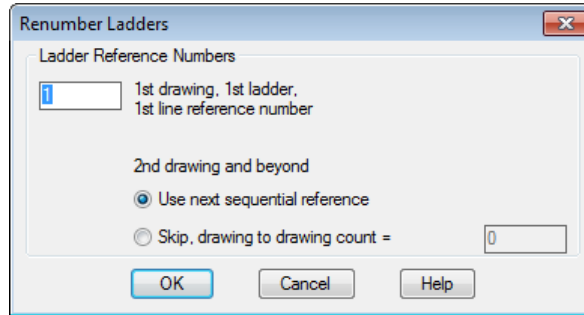 Renumber Ladders
Ladder Reference Numbers
1
1st drawing, 1st ladder,
1st line reference number
2nd drawing and beyond
Use next sequential reference
Skip, drawing to drawing count =
0
OK
Cancel
Help